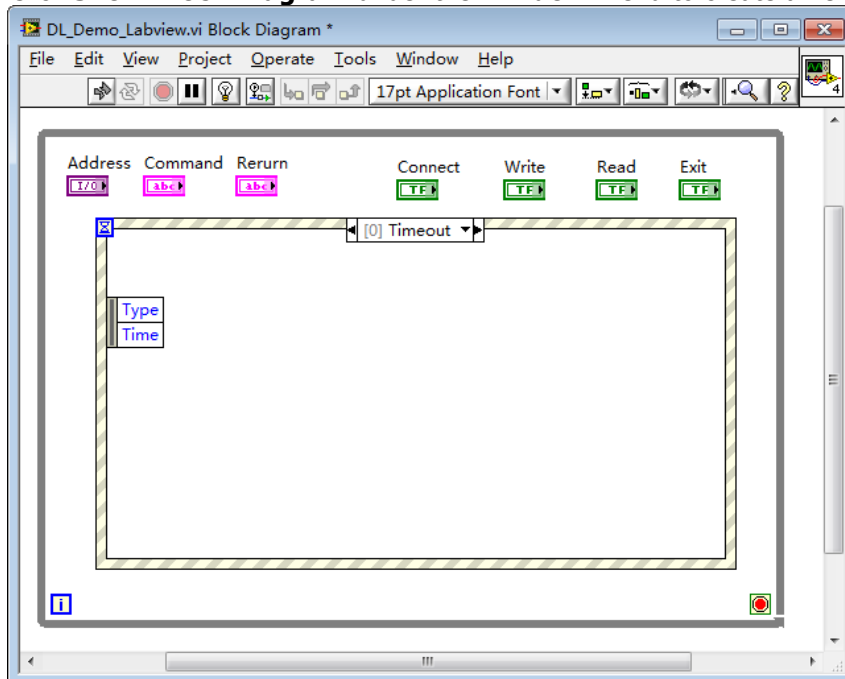 DL_Demo_Labview.vi Block Diagram *
File Edit View Project Operate Tools Window Help
17pt Application Font
4
Address Command Rerurn Connect Write Read Exit
I/O abc abc TF TF TF TF
[0] Timeout
Type
Time
i